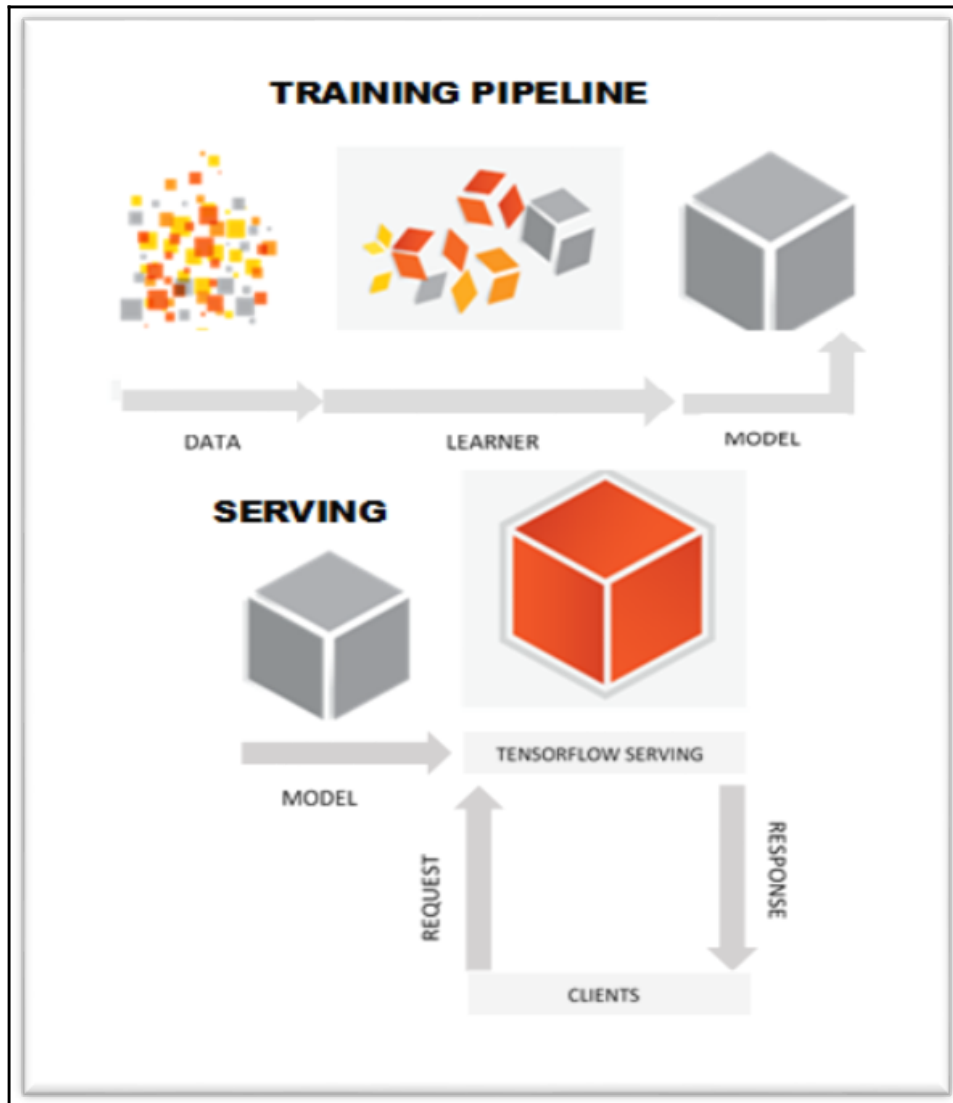 TRAINING PIPELINE
DATA
LEARNER
MODEL
SERVING
MODEL
TENSORFLOW SERVING
REQUEST
RESPONSE
CLIENTS